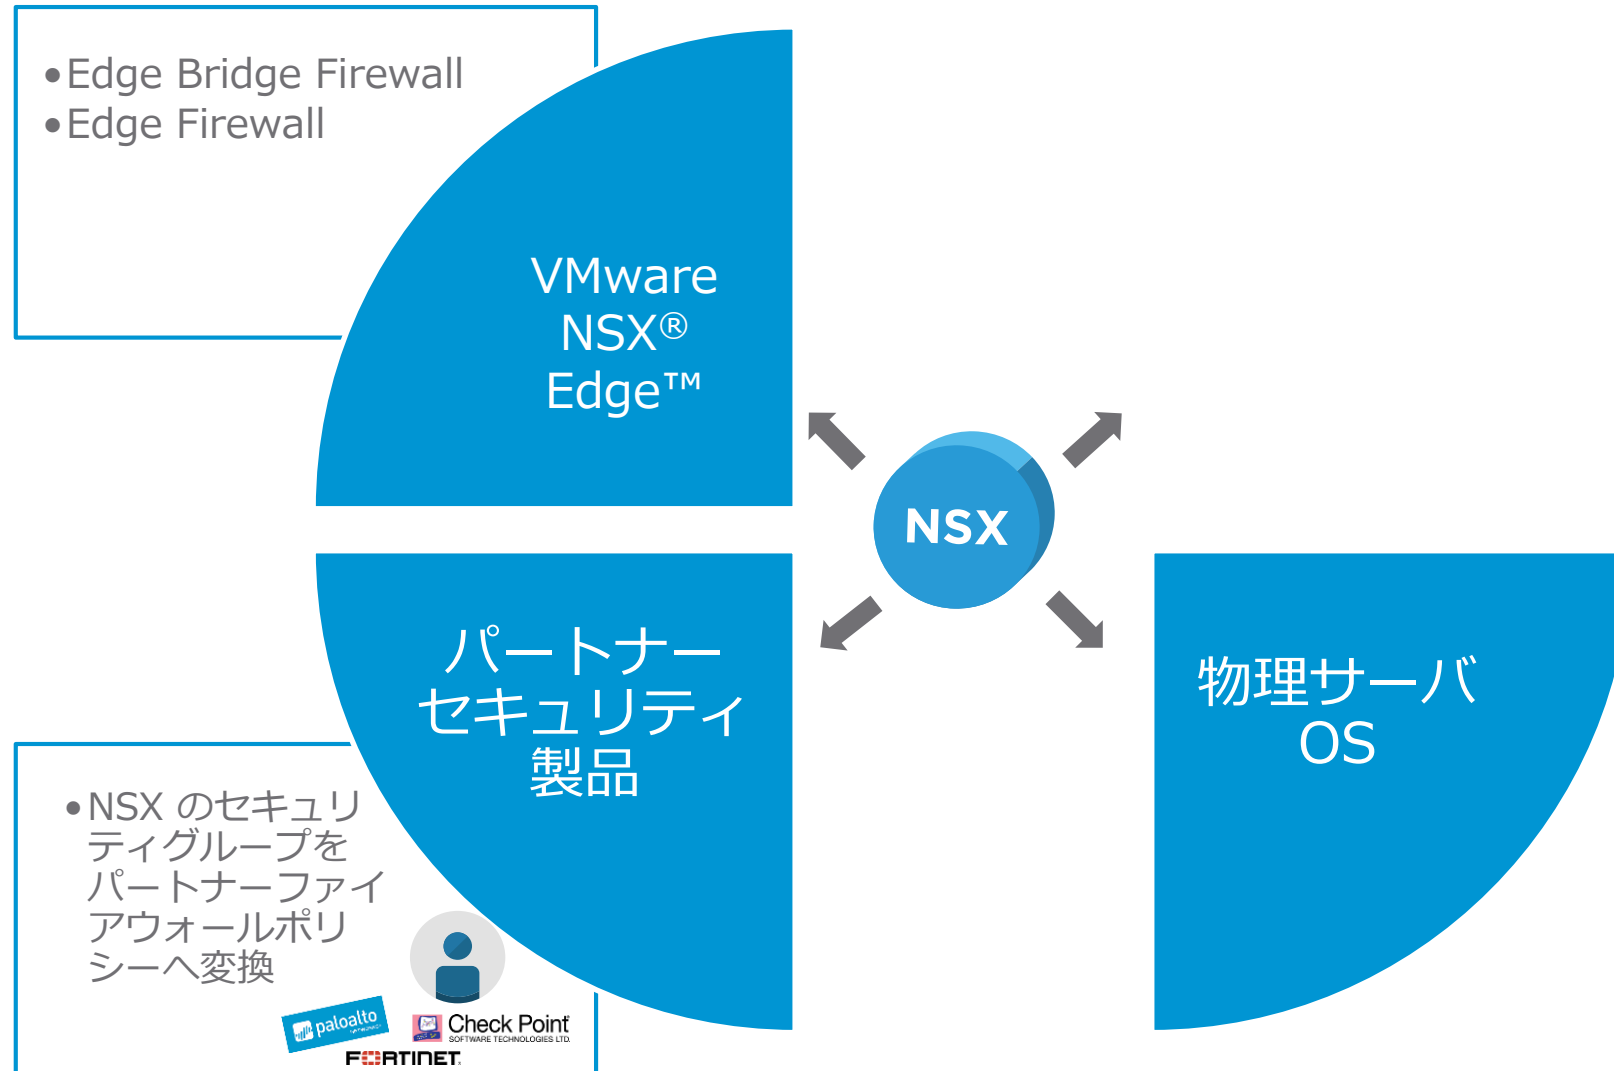 •Edge Bridge Firewall
•Edge Firewall
VMware
NSX®
Edge™
NSX
パートナー
セキュリティ
製品
物理サーバ
OS
•NSX のセキュリ
ティグループを
パートナーファイ
アウォールポリ
シーへ変換
paloalto
Check Point
SOFTWARE TECHNOLOGIES LTD.
FORTINET